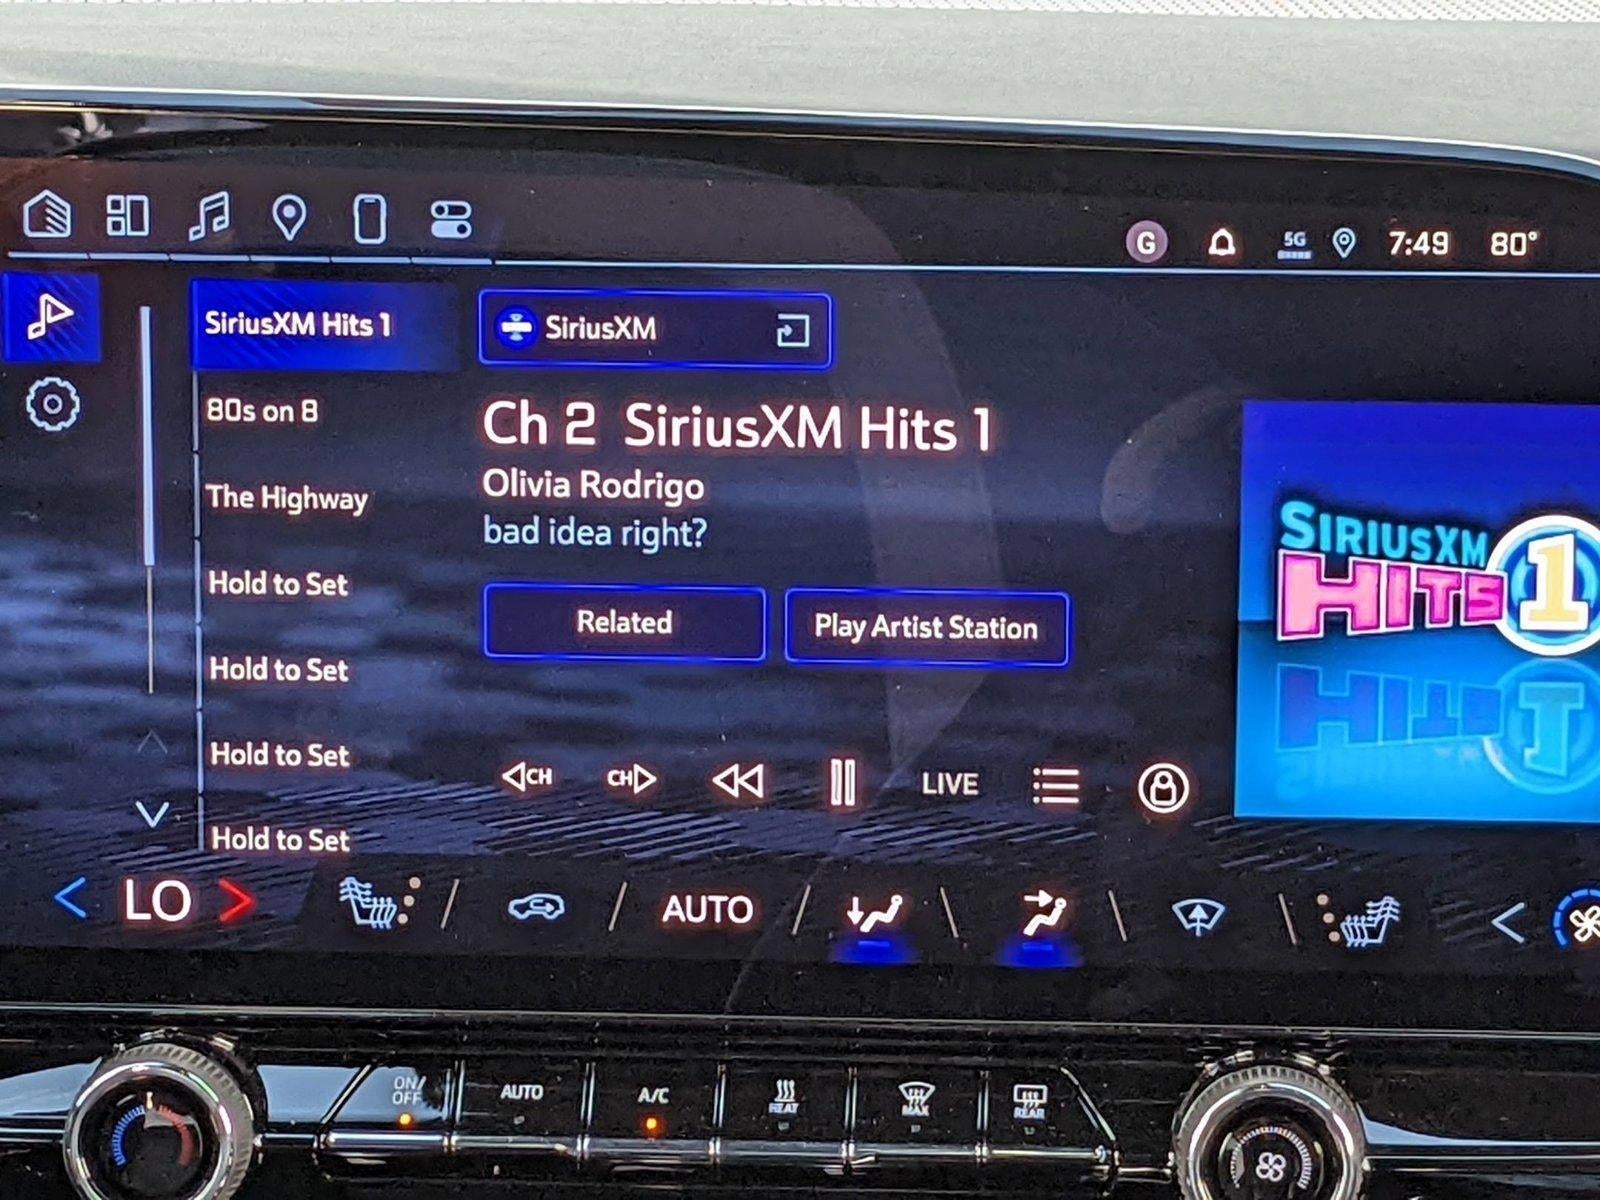 G 5G 7:49 80°
SiriusXM Hits 1
80s on 8
The Highway
Hold to Set
Hold to Set
Hold to Set
Hold to Set
SiriusXM
Ch 2 SiriusXM Hits 1
Olivia Rodrigo
bad idea right?
Related
Play Artist Station
CH CH LIVE
SIRIUSXM
HITS 1
LO AUTO
ON/
OFF
AUTO
A/C
HEAT
MAX
REAR